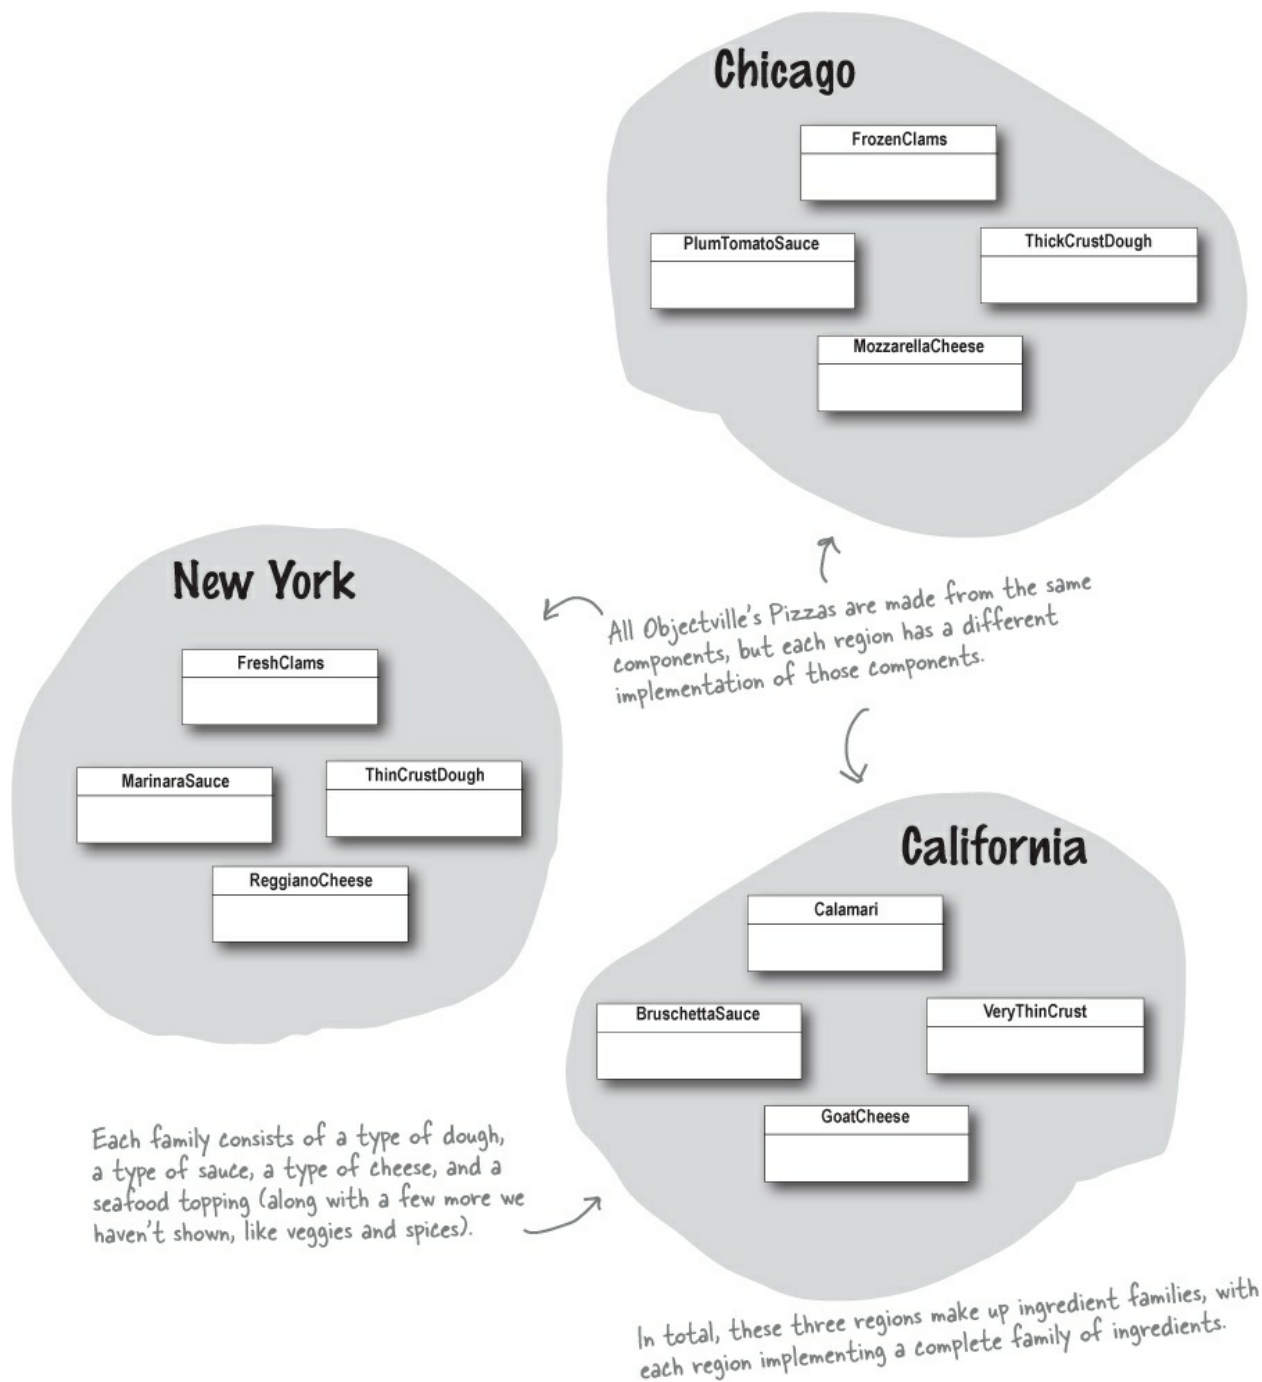 Chicago
FrozenClams
PlumTomatoSauce
ThickCrustDough
MozzarellaCheese
New York
FreshClams
MarinaraSauce
ThinCrustDough
ReggianoCheese
All Objectville's Pizzas are made from the same
components, but each region has a different
implementation of those components.
California
Calamari
BruschettaSauce
VeryThinCrust
GoatCheese
Each family consists of a type of dough,
a type of sauce, a type of cheese, and a
seafood topping (along with a few more we
haven't shown, like veggies and spices).
In total, these three regions make up ingredient families, with
each region implementing a complete family of ingredients.